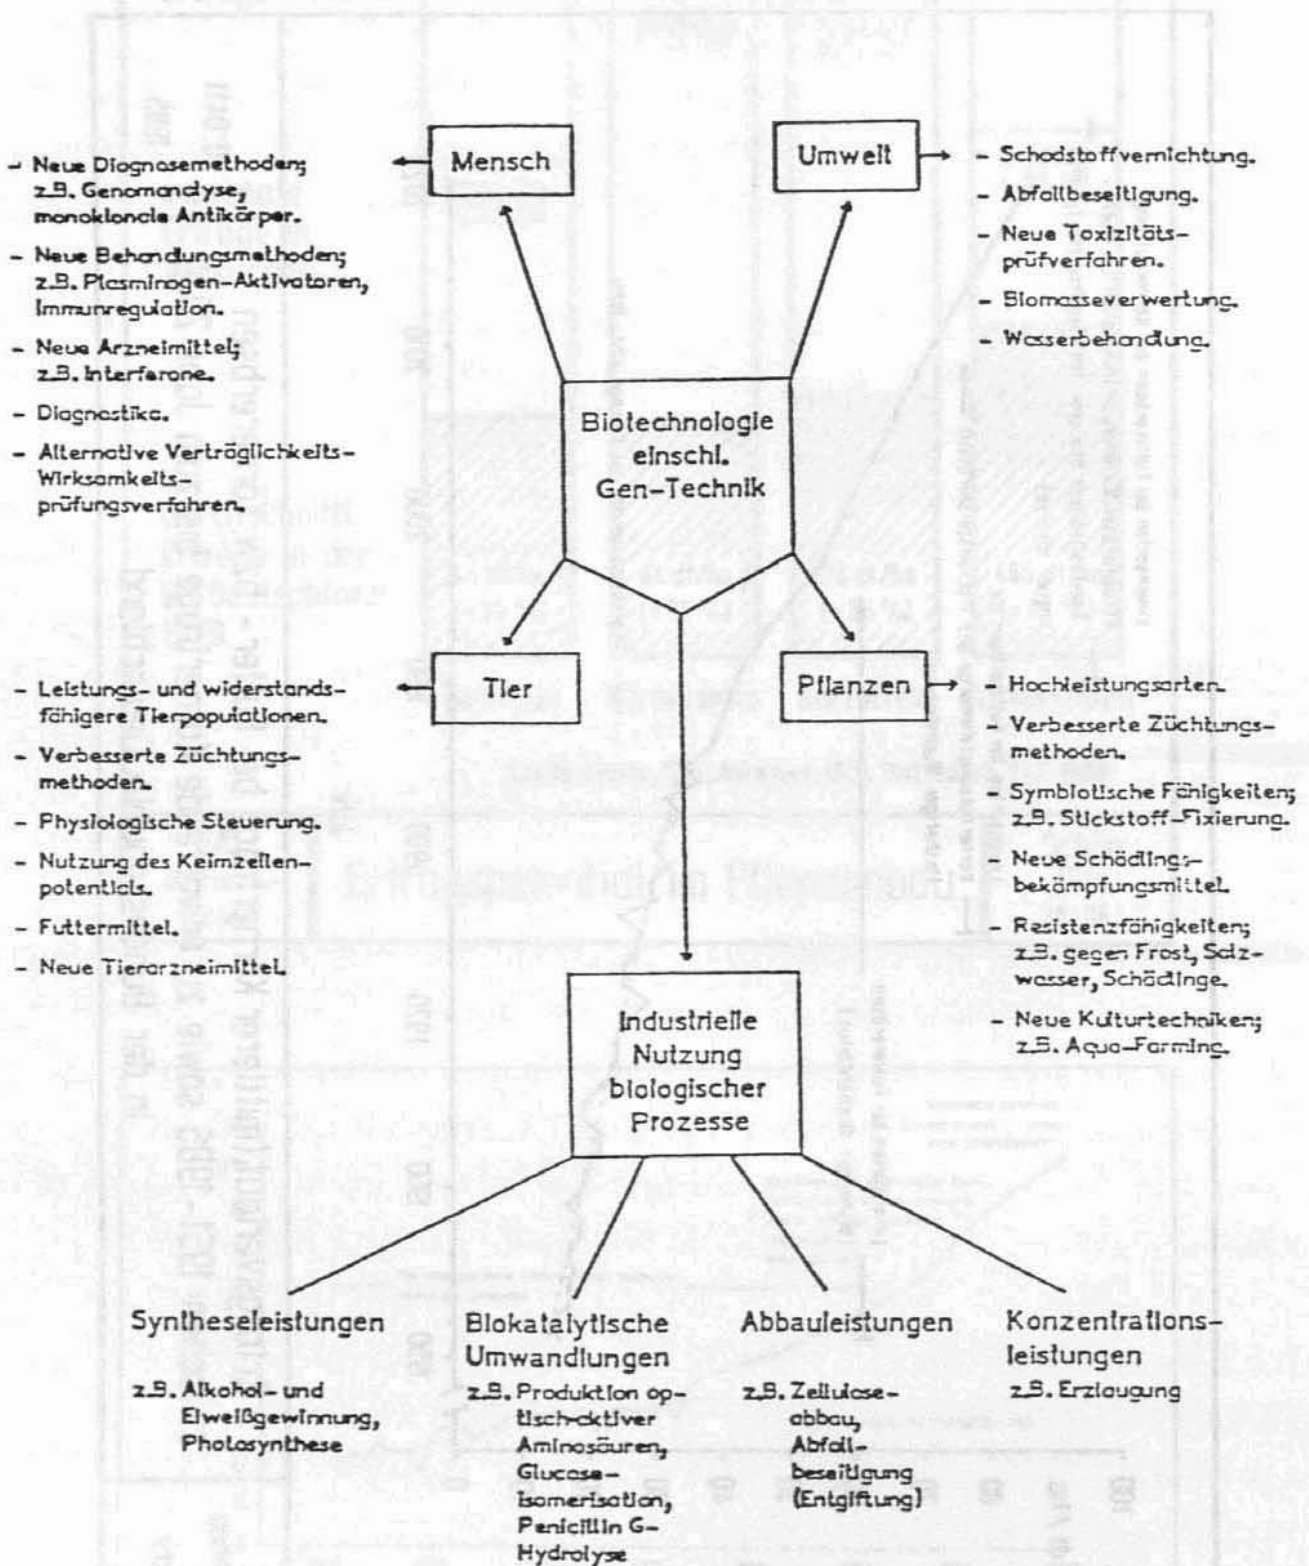 Mensch
- Neue Diagnosemethoden;
z.B. Genomanalyse,
monoklonale Antikörper.
- Neue Behandlungsmethoden;
z.B. Plasminogen-Aktivatoren,
Immunregulation.
- Neue Arzneimittel;
z.B. Interferone.
- Diagnostika.
- Alternative Verträglichkeits-
Wirksamkeits-
prüfungsverfahren.
Umwelt
- Schadstoffvernichtung.
- Abfallbeseitigung.
- Neue Toxizitäts-
prüfverfahren.
- Biomasseverwertung.
- Wasserbehandlung.
Biotechnologie
einschl.
Gen-Technik
Tier
- Leistungs- und widerstands-
fähigere Tierpopulationen.
- Verbesserte Züchtungs-
methoden.
- Physiologische Steuerung.
- Nutzung des Keimzellen-
potentials.
- Futtermittel.
- Neue Tierarzneimittel.
Pflanzen
- Hochleistungsarten.
- Verbesserte Züchtungs-
methoden.
- Symbiotische Fähigkeiten;
z.B. Stickstoff-Fixierung.
- Neue Schädlings-
bekämpfungsmittel.
- Resistenzfähigkeiten;
z.B. gegen Frost, Salz-
wasser, Schädlinge.
- Neue Kulturtechniken;
z.B. Aqua-Farming.
Industrielle
Nutzung
biologischer
Prozesse
Syntheseleistungen
z.B. Alkohol- und
Eiweißgewinnung,
Photosynthese
Biokatalytische
Umwandlungen
z.B. Produktion op-
tisch-aktiver
Aminosäuren,
Glucose-
isomerisation,
Penicillin G-
Hydrolyse
Abbauleistungen
z.B. Zellulose-
abbau,
Abfall-
beseitigung
(Entgiftung)
Konzentrations-
leistungen
z.B. Erzlaugung